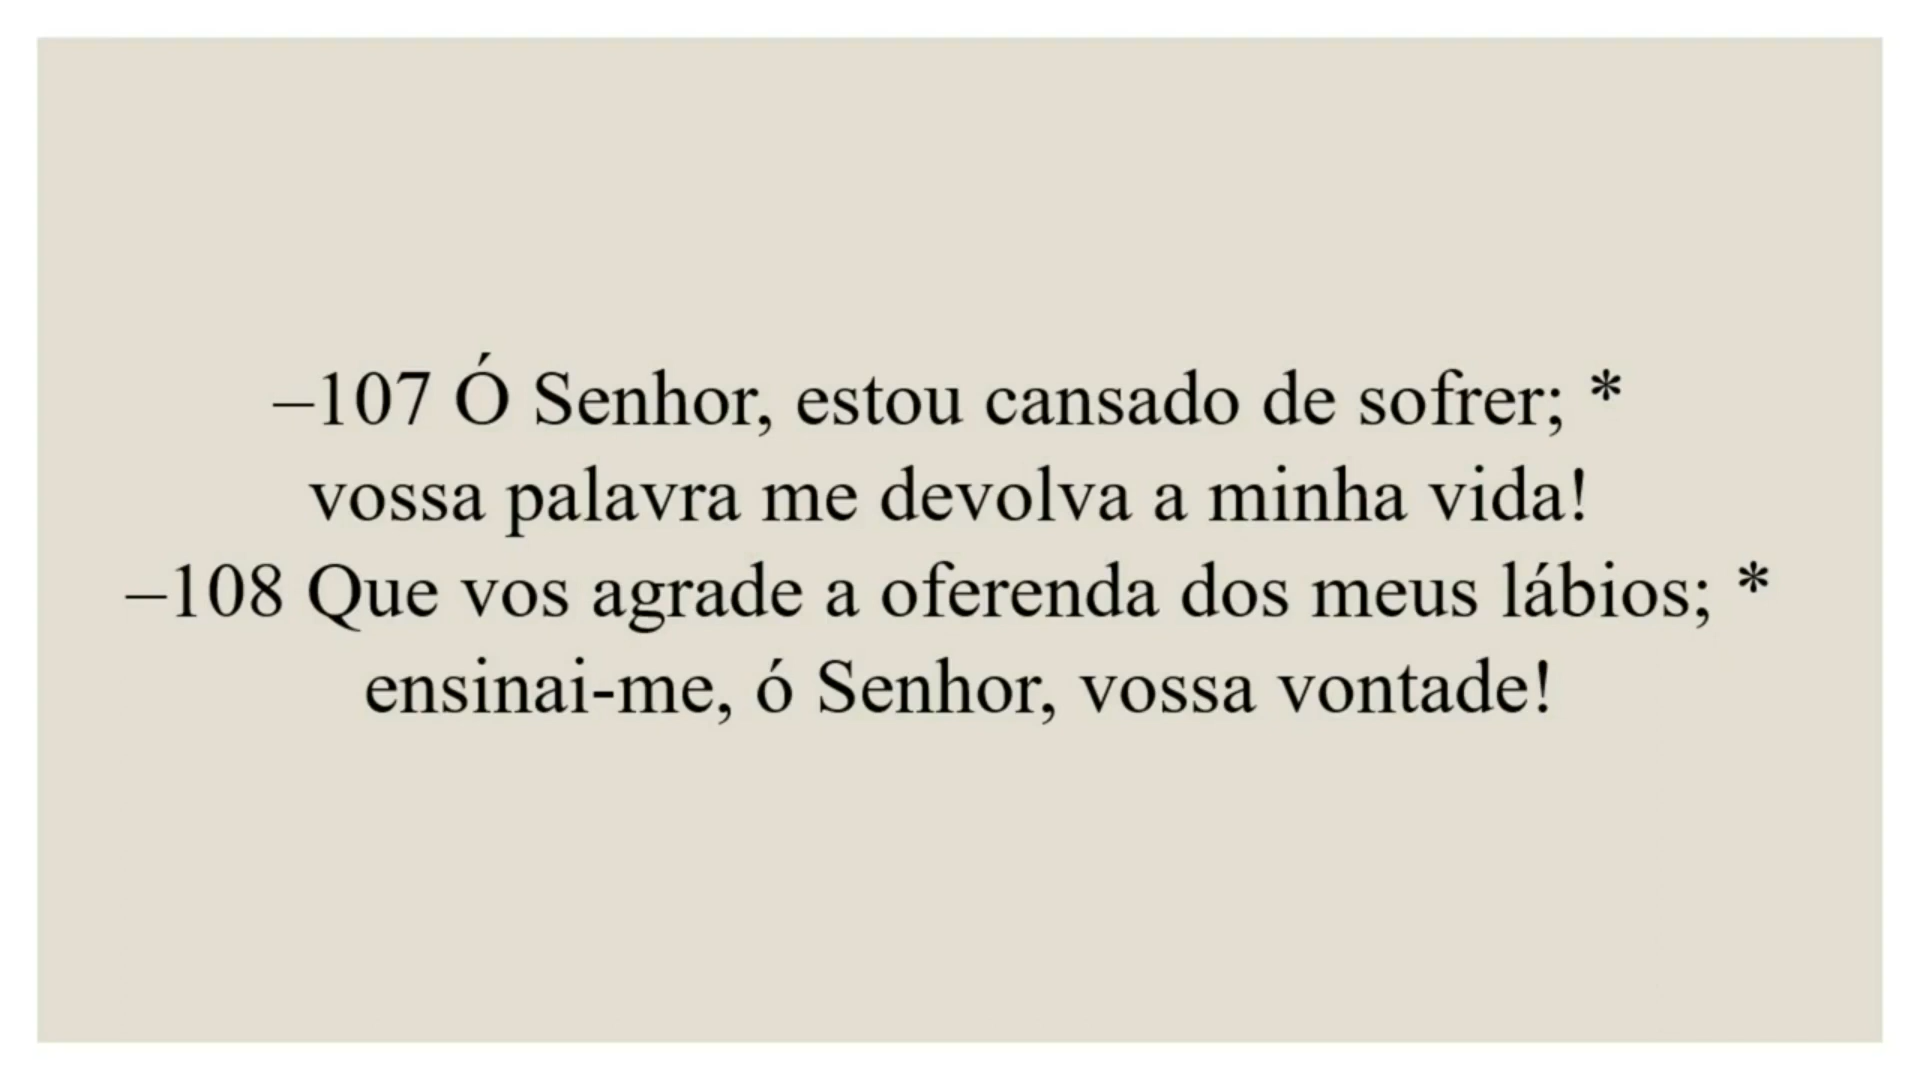 –107 Ó Senhor, estou cansado de sofrer; *
vossa palavra me devolva a minha vida!
–108 Que vos agrade a oferenda dos meus lábios; *
ensinai-me, ó Senhor, vossa vontade!